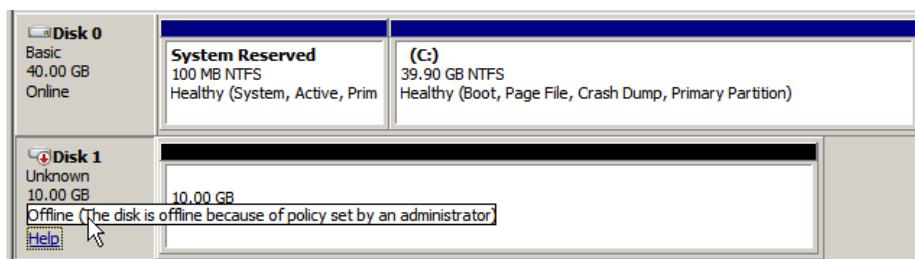 Disk 0
Basic
40.00 GB
Online
System Reserved
100 MB NTFS
Healthy (System, Active, Prim
(C:)
39.90 GB NTFS
Healthy (Boot, Page File, Crash Dump, Primary Partition)
Disk 1
Unknown
10.00 GB
10.00 GB
Offline (The disk is offline because of policy set by an administrator)
Help